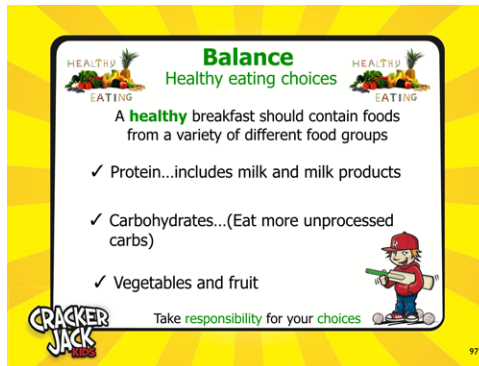 Balance
HEALTHY
HEALTHY
Healthy eating choices
EATING
EATING
A healthy breakfast should contain foods
from a variety of different food groups
✓ Protein…includes milk and milk products
✓ Carbohydrates…(Eat more unprocessed
carbs)
R
✓ Vegetables and fruit
CRACKER
JACK
KIDS
Take responsibility for your choices
97